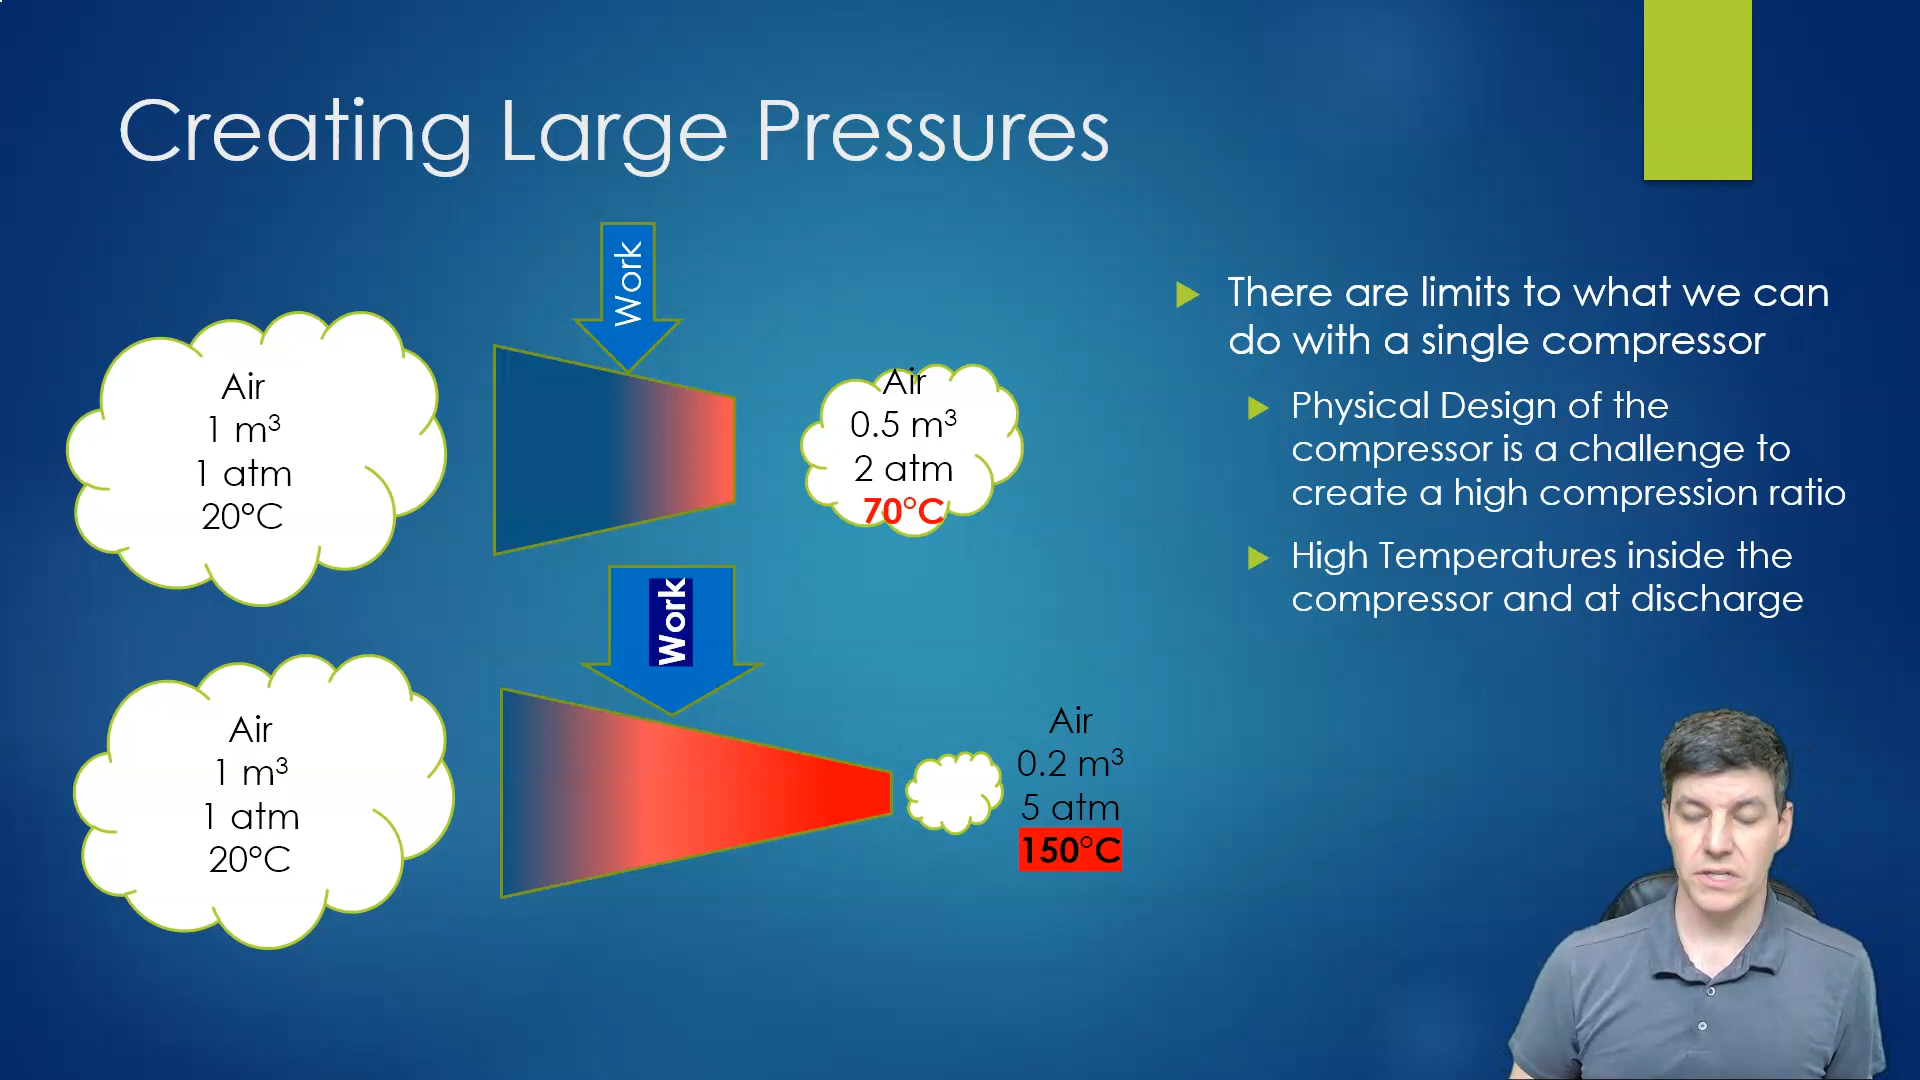 Creating Large Pressures
Work
Air
1 m³
1 atm
20°C
Air
0.5 m³
2 atm
70°C
Work
Air
1 m³
1 atm
20°C
Air
0.2 m³
5 atm
150°C
There are limits to what we can
do with a single compressor
Physical Design of the
compressor is a challenge to
create a high compression ratio
High Temperatures inside the
compressor and at discharge